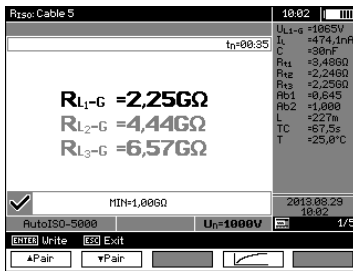 RISO: Cable 5
10:02
tn=00:35
RL1-G =2,25GΩ
RL2-G =4,44GΩ
RL3-G =6,57GΩ
MIN=1,00GΩ
AutoISO-5000 Un=1000V
UL1-G =1065V
IL =474,1nA
C =30nF
Rt1 =3,48GΩ
Rt2 =2,24GΩ
Rt3 =2,25GΩ
Ab1 =0,645
Ab2 =1,000
L =227m
TC =67,5s
T =25,0°C
2013.08.29
10:02
1/5
ENTER Write ESC Exit
▲Pair ▼Pair